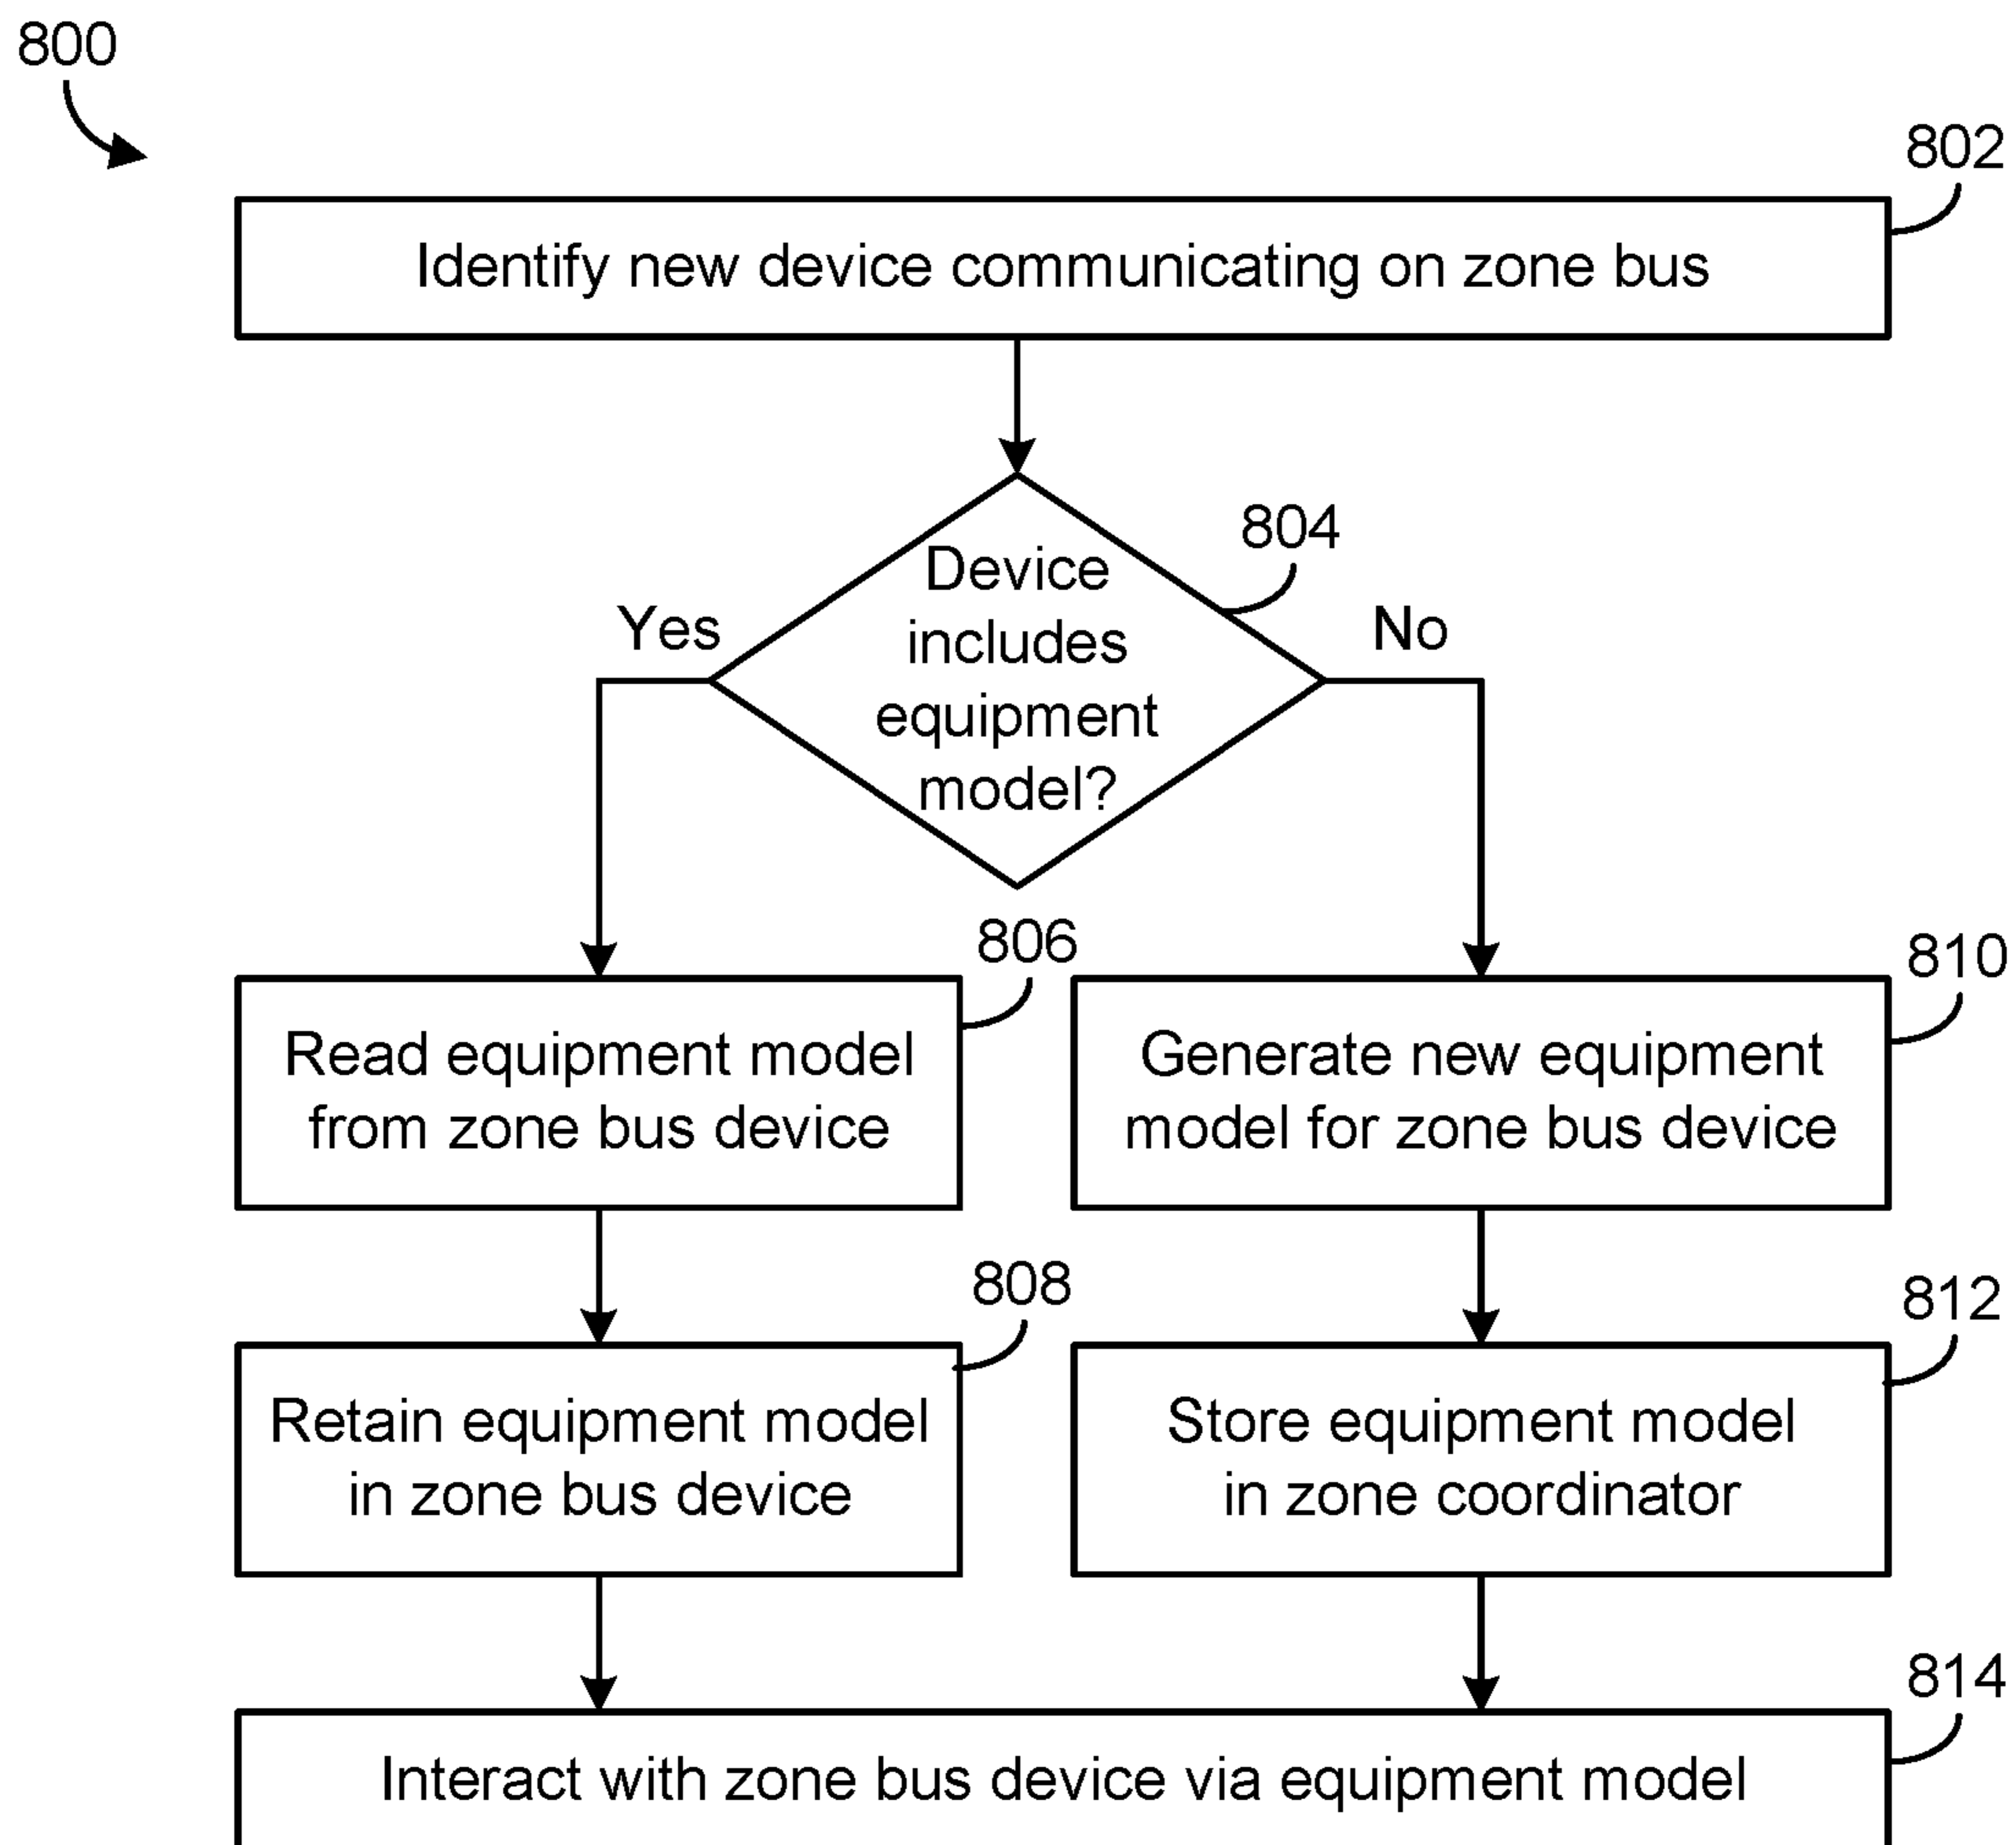 800
802
Identify new device communicating on zone bus
804
Device
includes
equipment
model?
Yes
No
806
Read equipment model
from zone bus device
810
Generate new equipment
model for zone bus device
808
Retain equipment model
in zone bus device
812
Store equipment model
in zone coordinator
814
Interact with zone bus device via equipment model